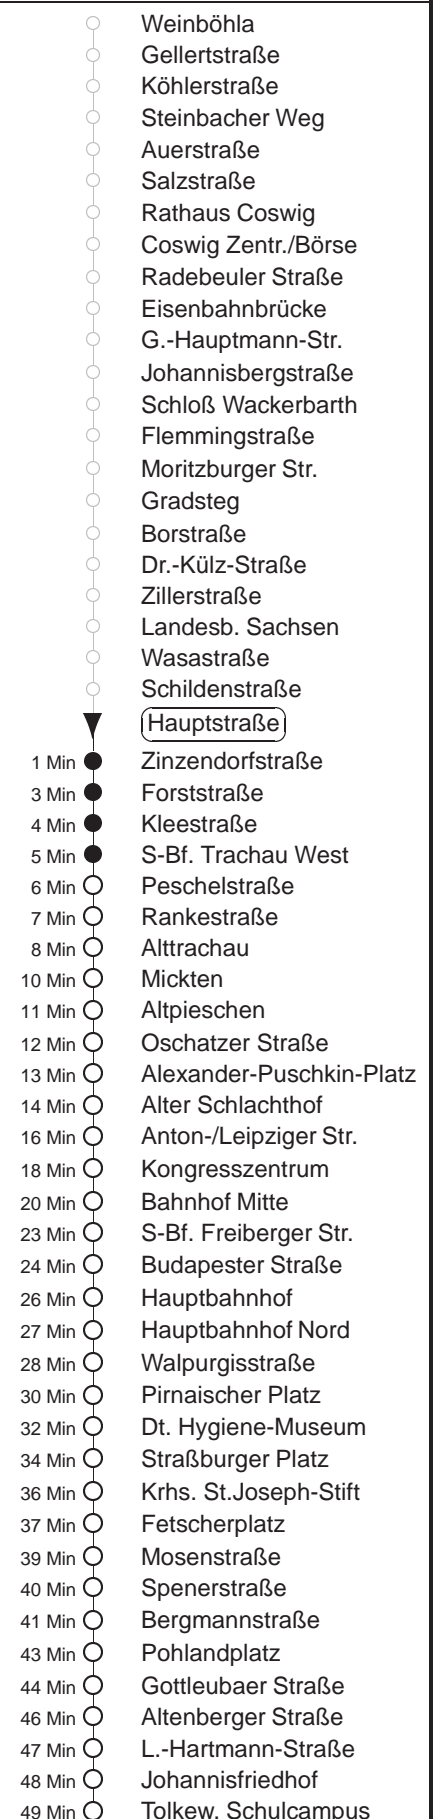 Weinböhla
Gellertstraße
Köhlerstraße
Steinbacher Weg
Auerstraße
Salzstraße
Rathaus Coswig
Coswig Zentr./Börse
Radebeuler Straße
Eisenbahnbrücke
G.-Hauptmann-Str.
Johannisbergstraße
Schloß Wackerbarth
Flemmingstraße
Moritzburger Str.
Gradsteg
Borstraße
Dr.-Külz-Straße
Zillerstraße
Landesb. Sachsen
Wasastraße
Schildenstraße
Hauptstraße
1 Min Zinzendorfstraße
3 Min Forststraße
4 Min Kleestraße
5 Min S-Bf. Trachau West
6 Min Peschelstraße
7 Min Rankestraße
8 Min Alttrachau
10 Min Mickten
11 Min Altpieschen
12 Min Oschatzer Straße
13 Min Alexander-Puschkin-Platz
14 Min Alter Schlachthof
16 Min Anton-/Leipziger Str.
18 Min Kongresszentrum
20 Min Bahnhof Mitte
23 Min S-Bf. Freiberger Str.
24 Min Budapester Straße
26 Min Hauptbahnhof
27 Min Hauptbahnhof Nord
28 Min Walpurgisstraße
30 Min Pirnaischer Platz
32 Min Dt. Hygiene-Museum
34 Min Straßburger Platz
36 Min Krhs. St.Joseph-Stift
37 Min Fetscherplatz
39 Min Mosenstraße
40 Min Spenerstraße
41 Min Bergmannstraße
43 Min Pohlandplatz
44 Min Gottleubaer Straße
46 Min Altenberger Straße
47 Min L.-Hartmann-Straße
48 Min Johannisfriedhof
49 Min Tolkew. Schulcampus